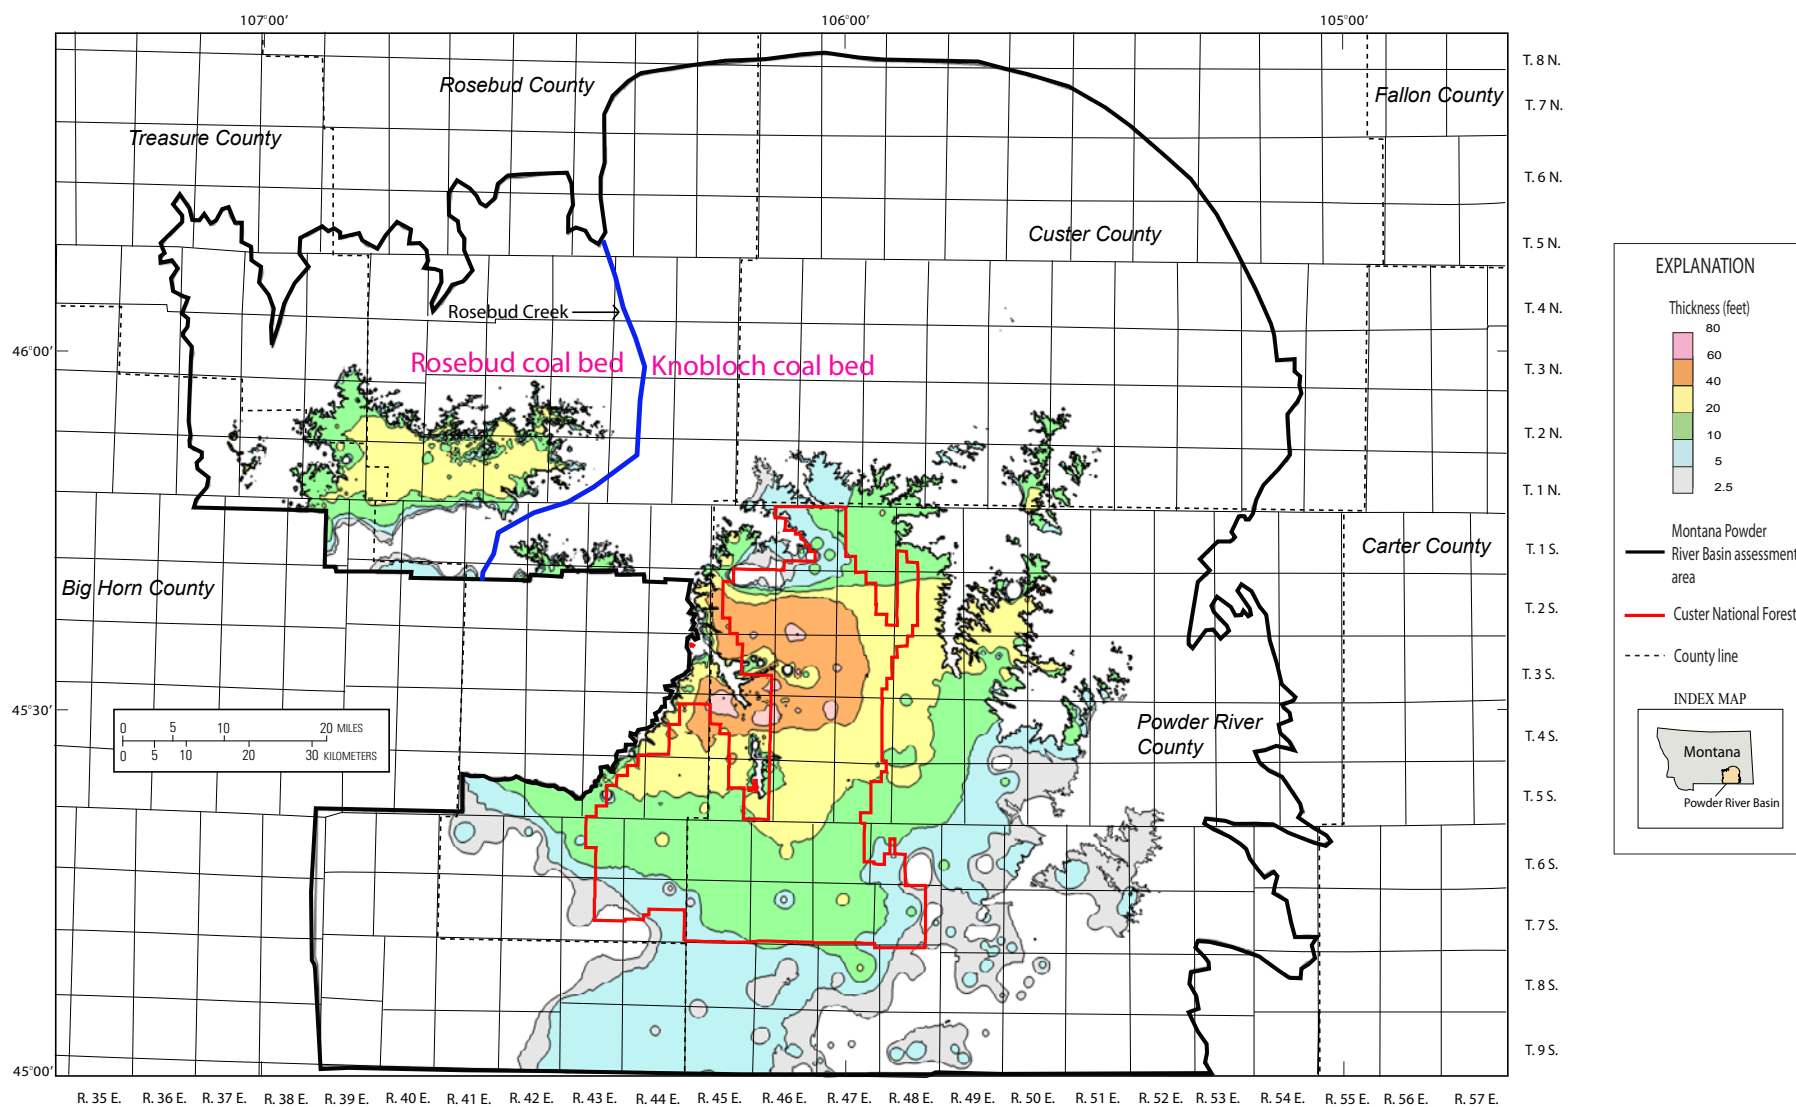 107°00′ 106°00′ 105°00′
T. 8 N.
Rosebud County
Fallon County
T. 7 N.
Treasure County
T. 6 N.
Custer County
T. 5 N.
EXPLANATION
Thickness (feet)
80
60
40
20
10
5
2.5
Rosebud Creek
T. 4 N.
46°00′
Rosebud coal bed
Knobloch coal bed
T. 3 N.
T. 2 N.
T. 1 N.
Montana Powder
River Basin assessment
area
Carter County
T. 1 S.
Big Horn County
T. 2 S.
Custer National Forest
County line
T. 3 S.
INDEX MAP
45°30′
Powder River
County
0 5 10 20 MILES
0 5 10 20 30 KILOMETERS
T. 4 S.
Montana
Powder River Basin
T. 5 S.
T. 6 S.
T. 7 S.
T. 8 S.
T. 9 S.
45°00′
R. 35 E. R. 36 E. R. 37 E. R. 38 E. R. 39 E. R. 40 E. R. 41 E. R. 42 E. R. 43 E. R. 44 E. R. 45 E. R. 46 E. R. 47 E. R. 48 E. R. 49 E. R. 50 E. R. 51 E. R. 52 E. R. 53 E. R. 54 E. R. 55 E. R. 56 E. R. 57 E.